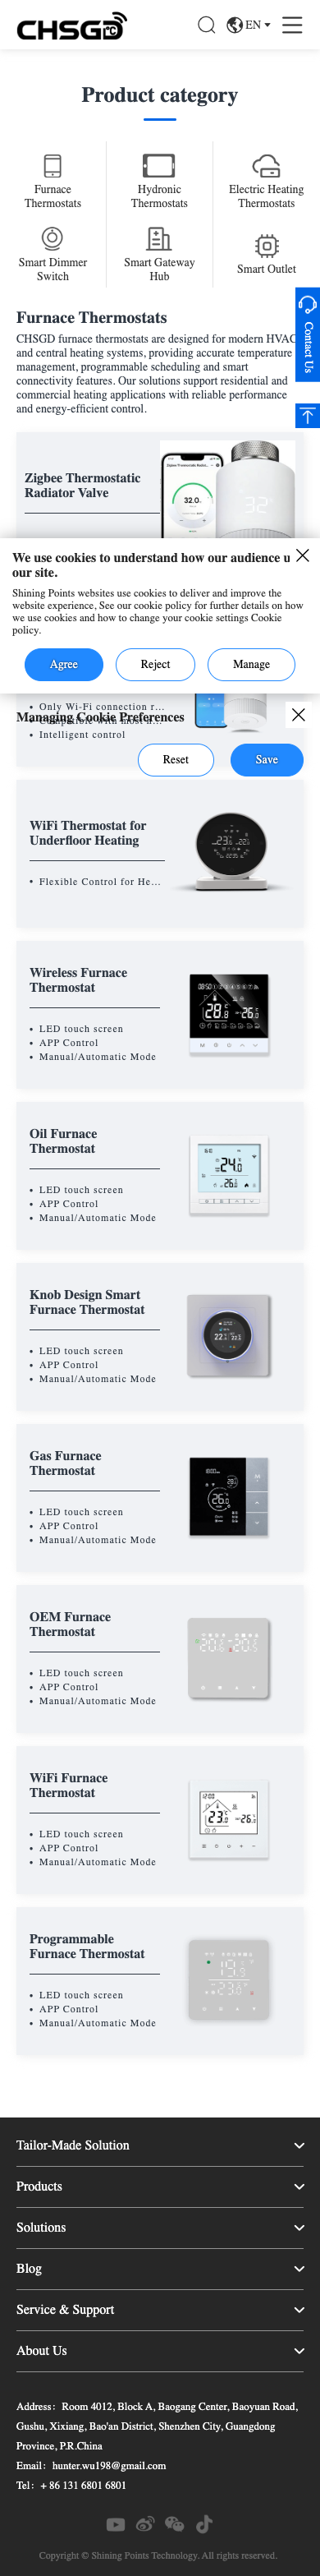 CHSGD
EN
Product category
Furnace
Thermostats
Hydronic
Thermostats
Electric Heating
Thermostats
Smart Dimmer
Switch
Smart Gateway
Hub
Smart Outlet
Contact Us
Furnace Thermostats
CHSGD furnace thermostats are designed for modern HVAC
and central heating systems, providing accurate temperature
management, programmable scheduling and smart
connectivity features. Our solutions support residential and
commercial heating applications with reliable performance
and energy-efficient control.
Zigbee Thermostatic
Radiator Valve
32.0
We use cookies to understand how our audience u
our site.
Shining Points websites use cookies to deliver and improve the
website experience, See our cookie policy for further details on how
we use cookies and how to change your cookie settings Cookie
policy.
Agree
Reject
Manage
Only Wi-Fi connection r...
Managing Cookie Preferences
Intelligent control
Reset
Save
WiFi Thermostat for
Underfloor Heating
Flexible Control for He...
Wireless Furnace
Thermostat
LED touch screen
APP Control
Manual/Automatic Mode
Oil Furnace
Thermostat
LED touch screen
APP Control
Manual/Automatic Mode
Knob Design Smart
Furnace Thermostat
LED touch screen
APP Control
Manual/Automatic Mode
Gas Furnace
Thermostat
LED touch screen
APP Control
Manual/Automatic Mode
OEM Furnace
Thermostat
LED touch screen
APP Control
Manual/Automatic Mode
WiFi Furnace
Thermostat
LED touch screen
APP Control
Manual/Automatic Mode
Programmable
Furnace Thermostat
LED touch screen
APP Control
Manual/Automatic Mode
Tailor-Made Solution
Products
Solutions
Blog
Service & Support
About Us
Address：Room 4012, Block A, Baogang Center, Baoyuan Road,
Gushu, Xixiang, Bao'an District, Shenzhen City, Guangdong
Province, P.R.China
Email：hunter.wu198@gmail.com
Tel：+ 86 131 6801 6801
Copyright © Shining Points Technology. All rights reserved.